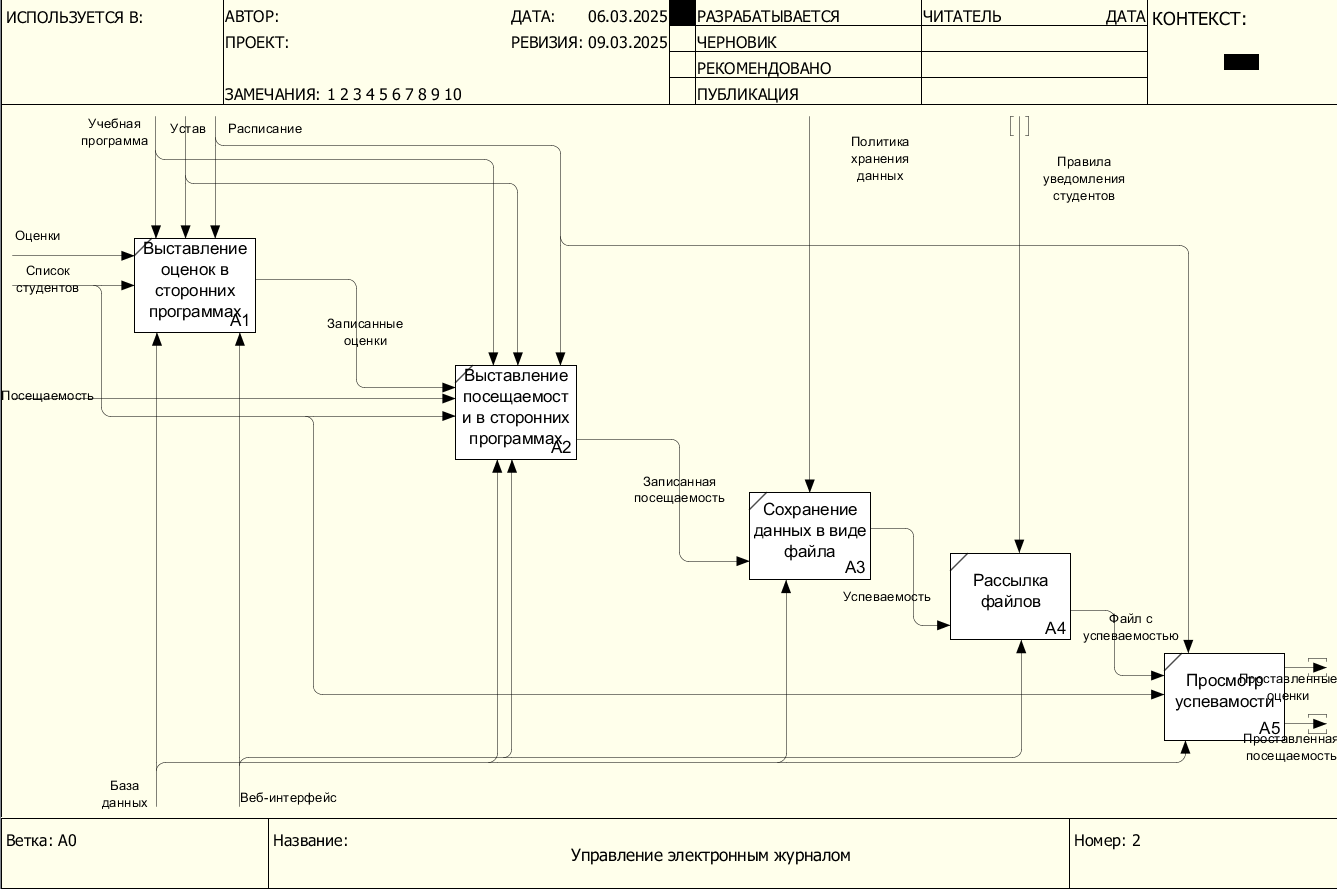 ИСПОЛЬЗУЕТСЯ В:
АВТОР:
ДАТА: 06.03.2025
ПРОЕКТ:
РЕВИЗИЯ: 09.03.2025
ЗАМЕЧАНИЯ: 1 2 3 4 5 6 7 8 9 10
РАЗРАБАТЫВАЕТСЯ
ЧЕРНОВИК
РЕКОМЕНДОВАНО
ПУБЛИКАЦИЯ
ЧИТАТЕЛЬ
ДАТА
КОНТЕКСТ:
Учебная
программа
Устав
Расписание
Политика
хранения
данных
Правила
уведомления
студентов
Оценки
Список
студентов
Выставление
оценок в
сторонних
программах
A1
Записанные
оценки
Посещаемость
Выставление
посещаемост
и в сторонних
программах
A2
Записанная
посещаемость
Сохранение
данных в виде
файла
A3
Успеваемость
Рассылка
файлов
A4
Файл с
успеваемостью
Просмотр
успевамости
A5
Проставленные
оценки
Проставленная
посещаемость
База
данных
Веб-интерфейс
Ветка: A0
Название:
Управление электронным журналом
Номер: 2